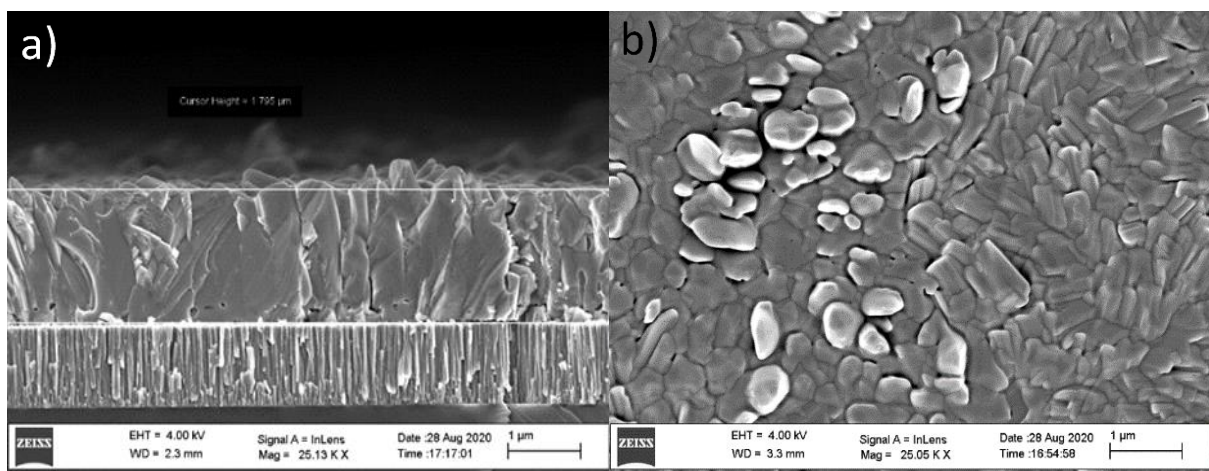 a)
Cursor Height = 1.795 µm
ZEISS
EHT = 4.00 kV
WD = 2.3 mm
Signal A = InLens
Mag = 25.13 K X
Date :28 Aug 2020
Time :17:17:01
1 µm
b)
ZEISS
EHT = 4.00 kV
WD = 3.3 mm
Signal A = InLens
Mag = 25.05 K X
Date :28 Aug 2020
Time :16:54:58
1 µm